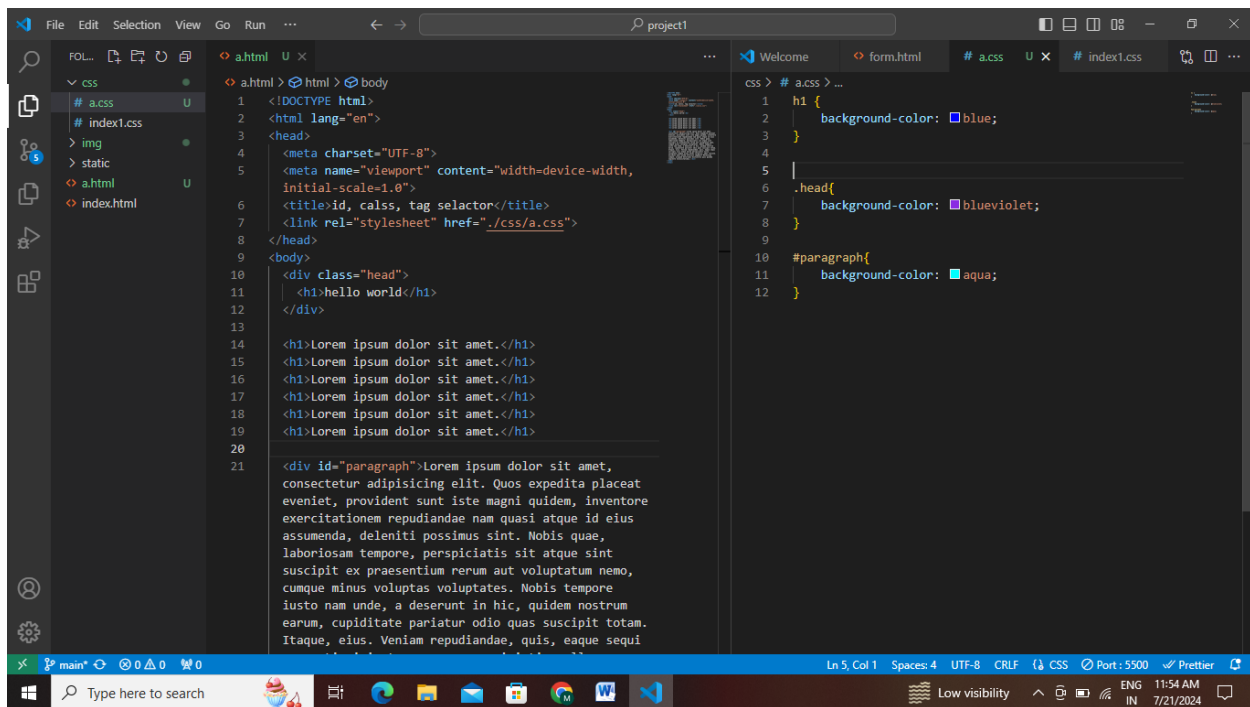 File Edit Selection View Go Run ··· ← → project1
FOL...
css
# a.css U
# index1.css
> img
> static
<> a.html U
<> index.html
5
<> a.html U ×
···
<> a.html > html > body
1 <!DOCTYPE html>
2 <html lang="en">
3 <head>
4 <meta charset="UTF-8">
5 <meta name="viewport" content="width=device-width,
initial-scale=1.0">
6 <title>id, calss, tag selactor</title>
7 <link rel="stylesheet" href="./css/a.css">
8 </head>
9 <body>
10 <div class="head">
11 <h1>hello world</h1>
12 </div>
13
14 <h1>Lorem ipsum dolor sit amet.</h1>
15 <h1>Lorem ipsum dolor sit amet.</h1>
16 <h1>Lorem ipsum dolor sit amet.</h1>
17 <h1>Lorem ipsum dolor sit amet.</h1>
18 <h1>Lorem ipsum dolor sit amet.</h1>
19 <h1>Lorem ipsum dolor sit amet.</h1>
20
21 <div id="paragraph">Lorem ipsum dolor sit amet,
consectetur adipisicing elit. Quos expedita placeat
eveniet, provident sunt iste magni quidem, inventore
exercitationem repudiandae nam quasi atque id eius
assumenda, deleniti possimus sint. Nobis quae,
laboriosam tempore, perspiciatis sit atque sint
suscipit ex praesentium rerum aut voluptatum nemo,
cumque minus voluptas voluptates. Nobis tempore
iusto nam unde, a deserunt in hic, quidem nostrum
earum, cupiditate pariatur odio quas suscipit totam.
Itaque, eius. Veniam repudiandae, quis, eaque sequi
Welcome <> form.html # a.css U × # index1.css ···
css > # a.css > ...
1 h1 {
2 background-color: blue;
3 }
4
5
6 .head{
7 background-color: blueviolet;
8 }
9
10 #paragraph{
11 background-color: aqua;
12 }
main* 0 0 0
Ln 5, Col 1 Spaces: 4 UTF-8 CRLF CSS Port : 5500 Prettier
Type here to search
Low visibility
ENG
IN
11:54 AM
7/21/2024